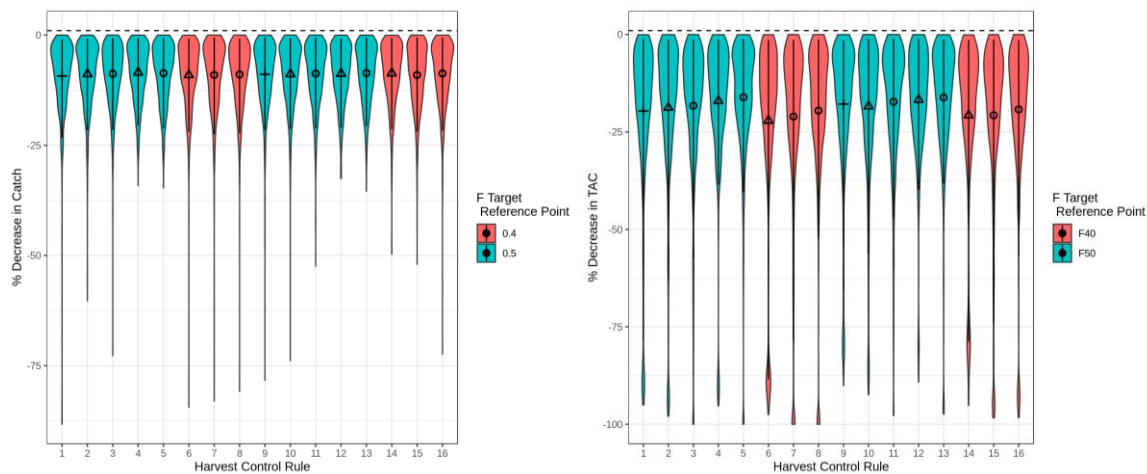 0
-25
-50
-75
% Decrease in Catch
1 2 3 4 5 6 7 8 9 10 11 12 13 14 15 16
Harvest Control Rule
F Target
Reference Point
0.4
0.5
0
-25
-50
-75
-100
% Decrease in TAC
1 2 3 4 5 6 7 8 9 10 11 12 13 14 15 16
Harvest Control Rule
F Target
Reference Point
F40
F50